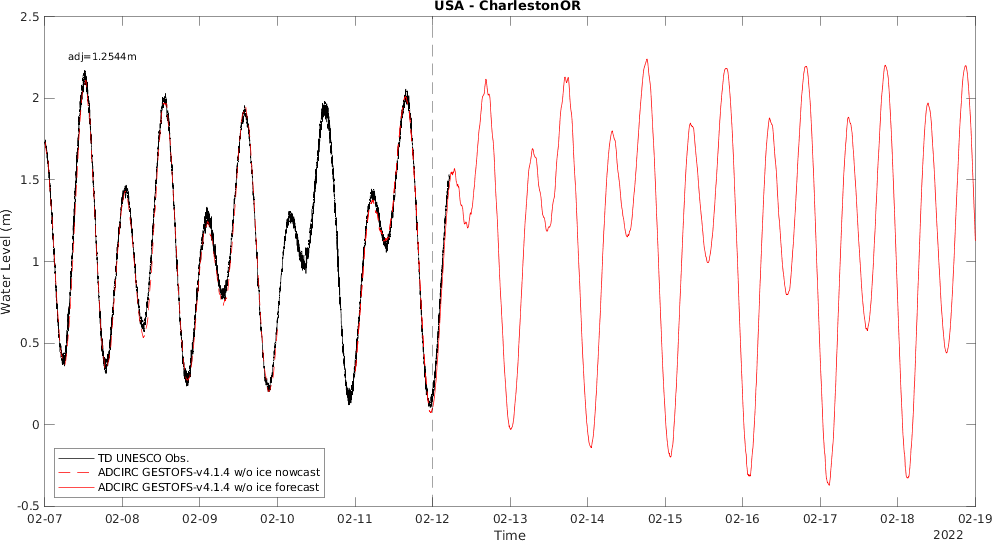 USA - CharlestonOR
2.5
adj=1.2544m
2
1.5
1
0.5
0
-0.5
Water Level (m)
TD UNESCO Obs.
ADCIRC GESTOFS-v4.1.4 w/o ice nowcast
ADCIRC GESTOFS-v4.1.4 w/o ice forecast
02-07 02-08 02-09 02-10 02-11 02-12 02-13 02-14 02-15 02-16 02-17 02-18 02-19
Time
2022